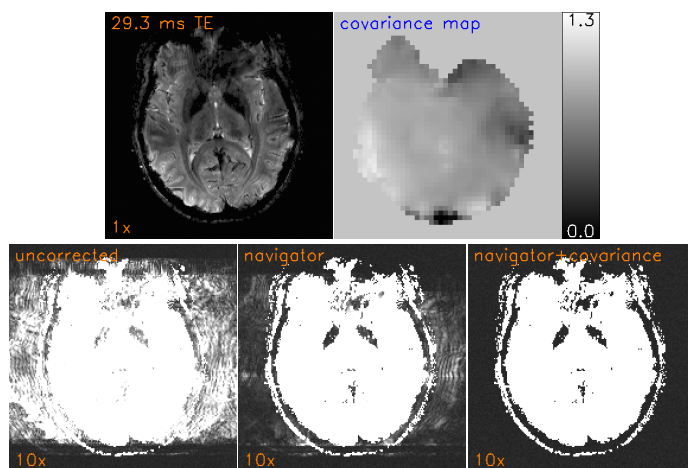 29.3 ms TE
covariance map
1.3
1x
0.0
uncorrected
navigator
navigator+covariance
10x
10x
10x